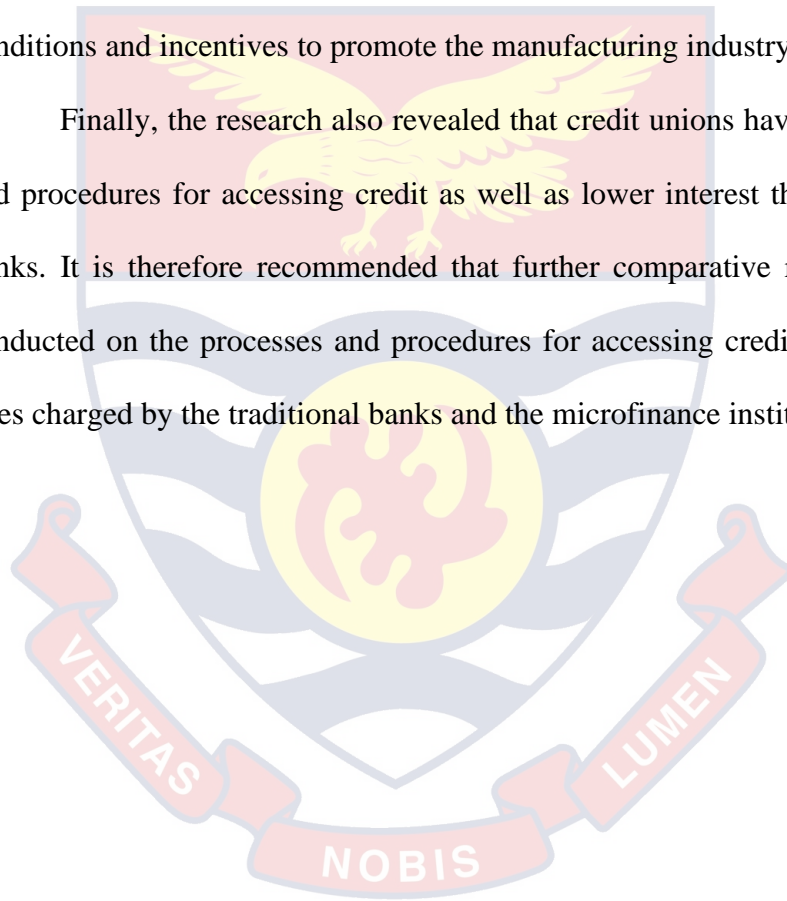 nditions and incentives to promote the manufacturing industry
Finally, the research also revealed that credit unions hav
d procedures for accessing credit as well as lower interest th
nks. It is therefore recommended that further comparative
nducted on the processes and procedures for accessing credi
es charged by the traditional banks and the microfinance instit
VERITAS
NOBIS
LUMEN